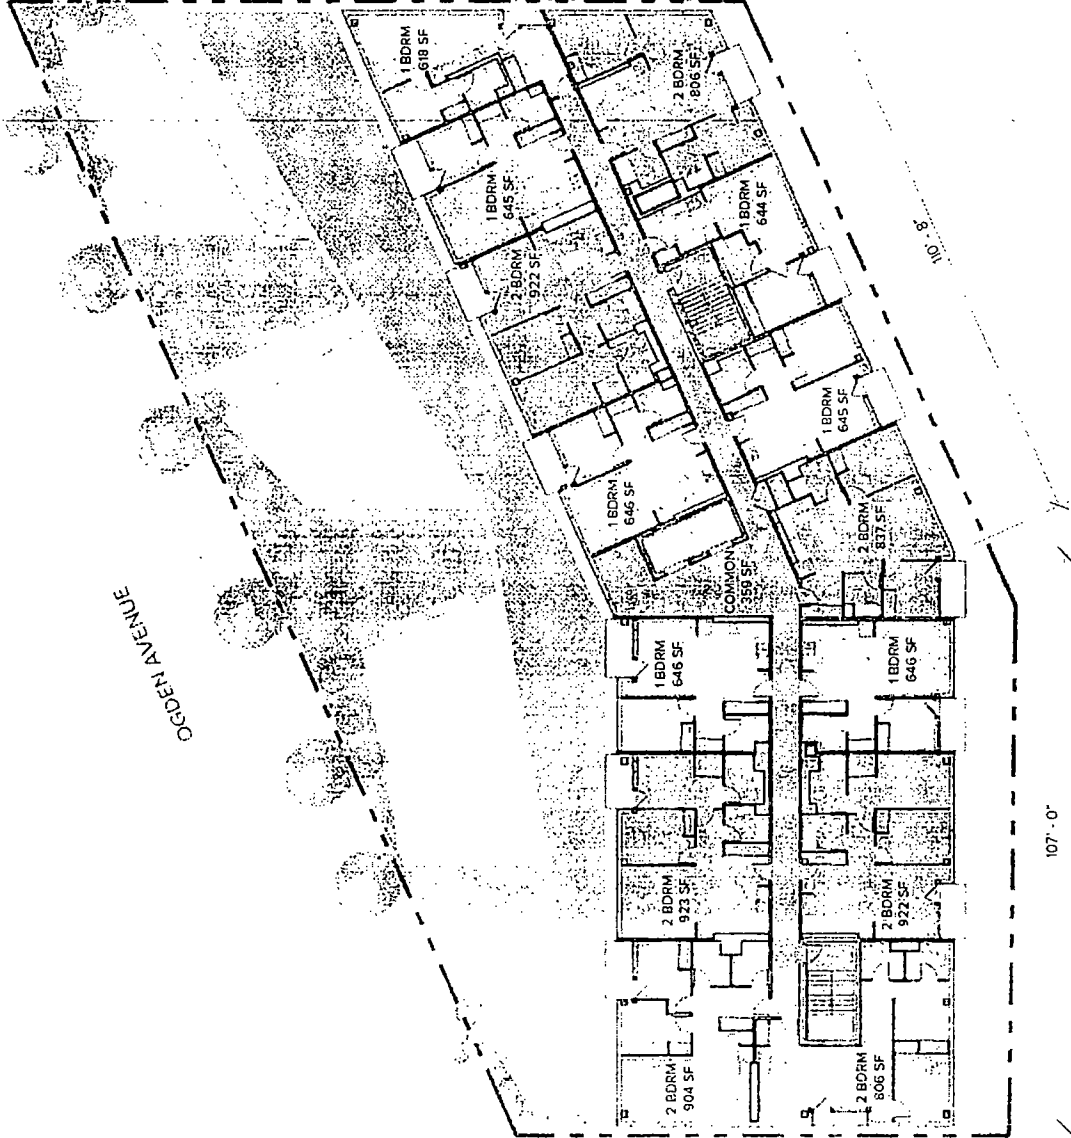 1 BDRM
618 SF
2 BDRM
806 SF
1 BDRM
645 SF
1 BDRM
644 SF
2 BDRM
922 SF
110' - 8"
1 BDRM
645 SF
1 BDRM
646 SF
2 BDRM
837 SF
COMMON
359 SF
OGDEN AVENUE
1 BDRM
646 SF
1 BDRM
646 SF
2 BDRM
923 SF
2 BDRM
922 SF
107' - 0"
2 BDRM
904 SF
2 BDRM
806 SF